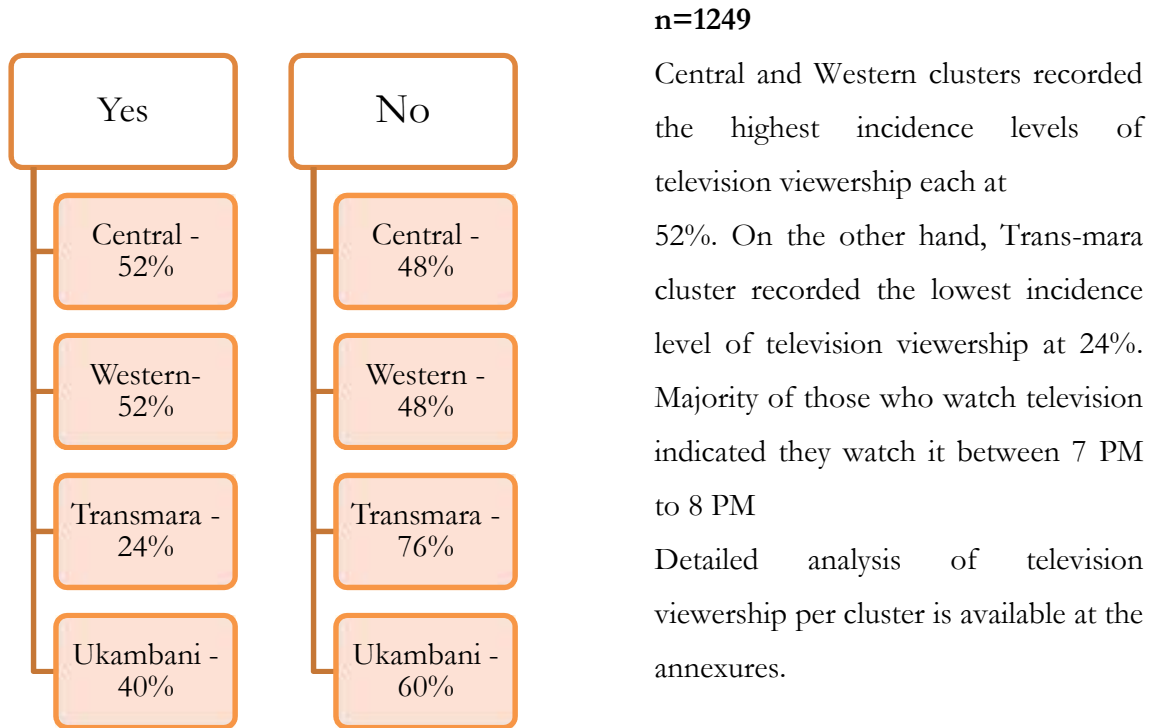 Yes
Central -
52%
Western-
52%
Transmara -
24%
Ukambani -
40%
No
Central -
48%
Western -
48%
Transmara -
76%
Ukambani -
60%
n=1249
Central and Western clusters recorded
the highest incidence levels of
television viewership each at
52%. On the other hand, Trans-mara
cluster recorded the lowest incidence
level of television viewership at 24%.
Majority of those who watch television
indicated they watch it between 7 PM
to 8 PM
Detailed analysis of television
viewership per cluster is available at the
annexures.